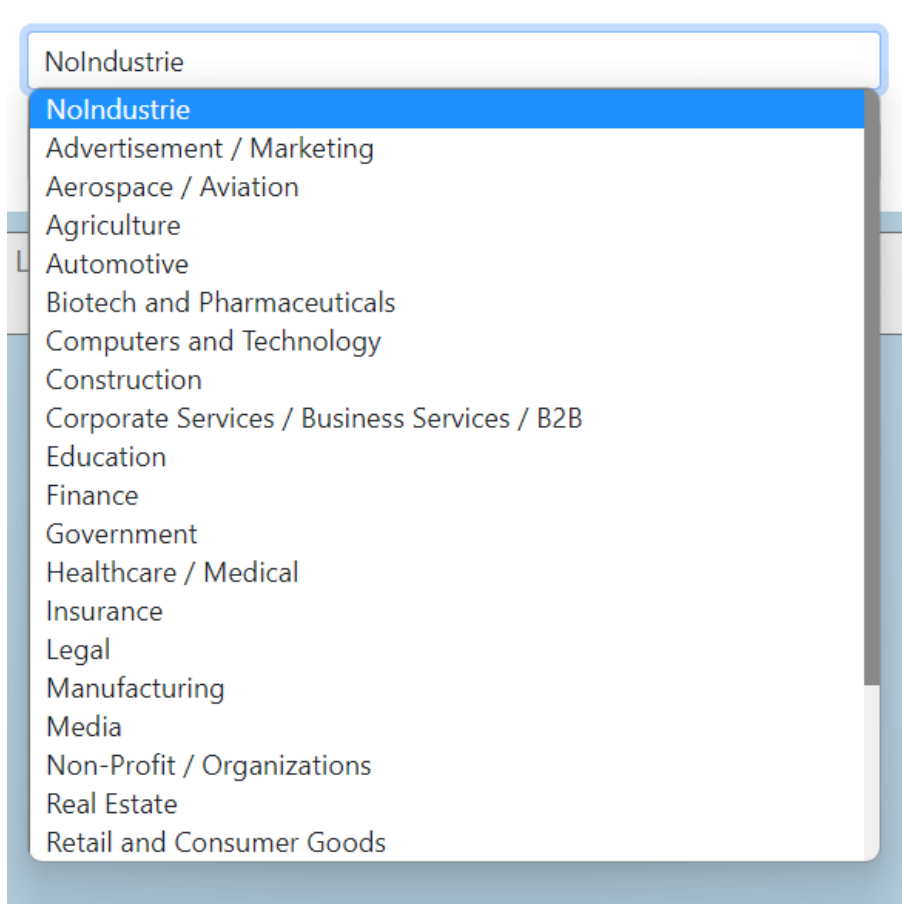 NoIndustrie
NoIndustrie
Advertisement / Marketing
Aerospace / Aviation
Agriculture
Automotive
Biotech and Pharmaceuticals
Computers and Technology
Construction
Corporate Services / Business Services / B2B
Education
Finance
Government
Healthcare / Medical
Insurance
Legal
Manufacturing
Media
Non-Profit / Organizations
Real Estate
Retail and Consumer Goods